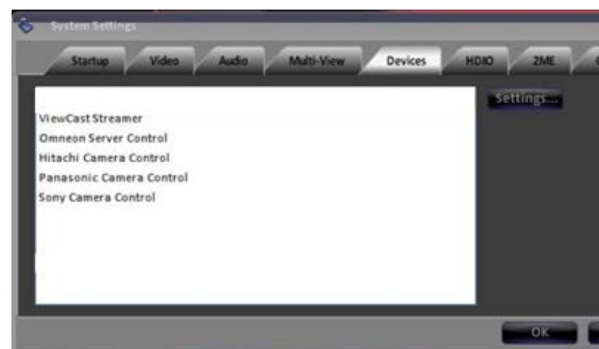 System Settings
Startup Video Audio Multi-View Devices HDIO 2ME
Settings...
ViewCast Streamer
Omneon Server Control
Hitachi Camera Control
Panasonic Camera Control
Sony Camera Control
OK